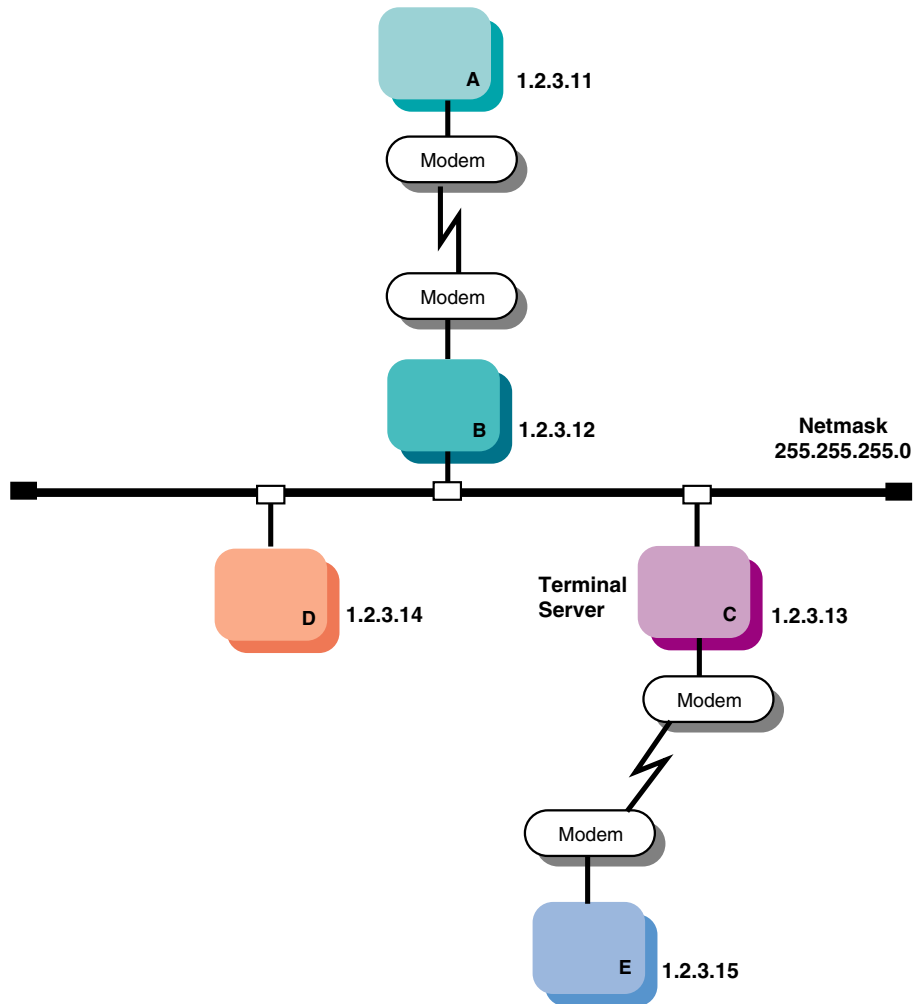 A
1.2.3.11
Modem
Modem
B
1.2.3.12
Netmask
255.255.255.0
D
1.2.3.14
Terminal
Server
C
1.2.3.13
Modem
Modem
E
1.2.3.15